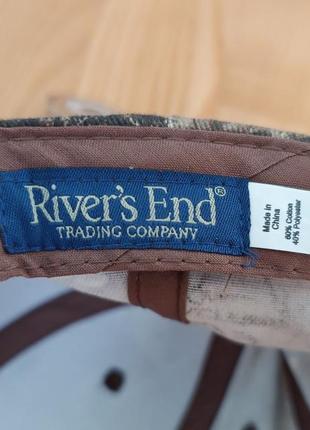 River's End®
TRADING COMPANY
Made in
China
60% Cotton
40% Polyester